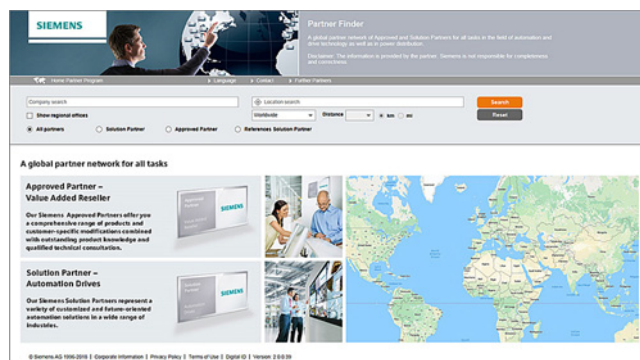 SIEMENS
Partner Finder
A global partner network of Approved and Solution Partners for all tasks in the field of automation and
drive technology as well as in power distribution.
Disclaimer: The information is provided by the partner. Siemens is not responsible for completeness
and correctness.
Home Partner Program
Language
Contact
Further Partners
Company search
Location search
Search
Show regional offices
Worldwide
Distance
km
mi
Reset
All partners
Solution Partner
Approved Partner
References Solution Partner
A global partner network for all tasks
Approved Partner –
Value Added Reseller
Our Siemens Approved Partners offer you
a comprehensive range of products and
customer-specific modifications combined
with outstanding product knowledge and
qualified technical consultation.
Approved
Partner
SIEMENS
Solution Partner –
Automation Drives
Our Siemens Solution Partners represent a
variety of customized and future-oriented
automation solutions in a wide range of
industries.
Solution
Partner
SIEMENS
© Siemens AG 1996-2019 | Corporate Information | Privacy Policy | Terms of Use | Digital ID | Version 2.0.0.39